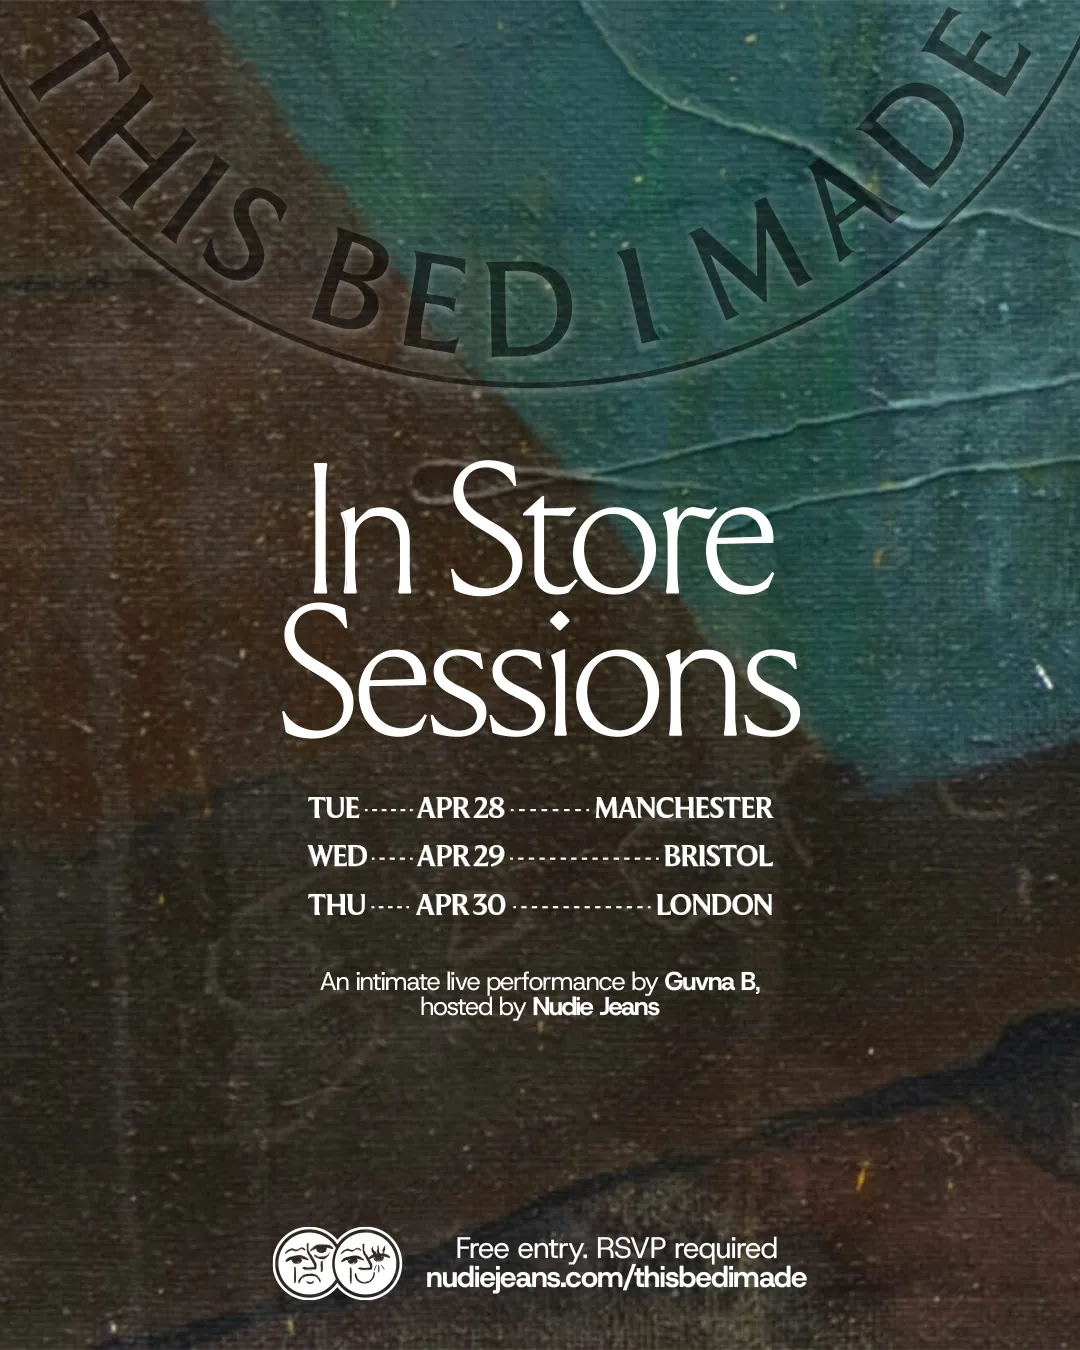 THIS BED I MADE
In Store
Sessions
TUE ------ APR 28 -------- MANCHESTER
WED ----- APR 29 --------------- BRISTOL
THU ----- APR 30 -------------- LONDON
An intimate live performance by Guvna B,
hosted by Nudie Jeans
Free entry. RSVP required
nudiejeans.com/thisbedimade